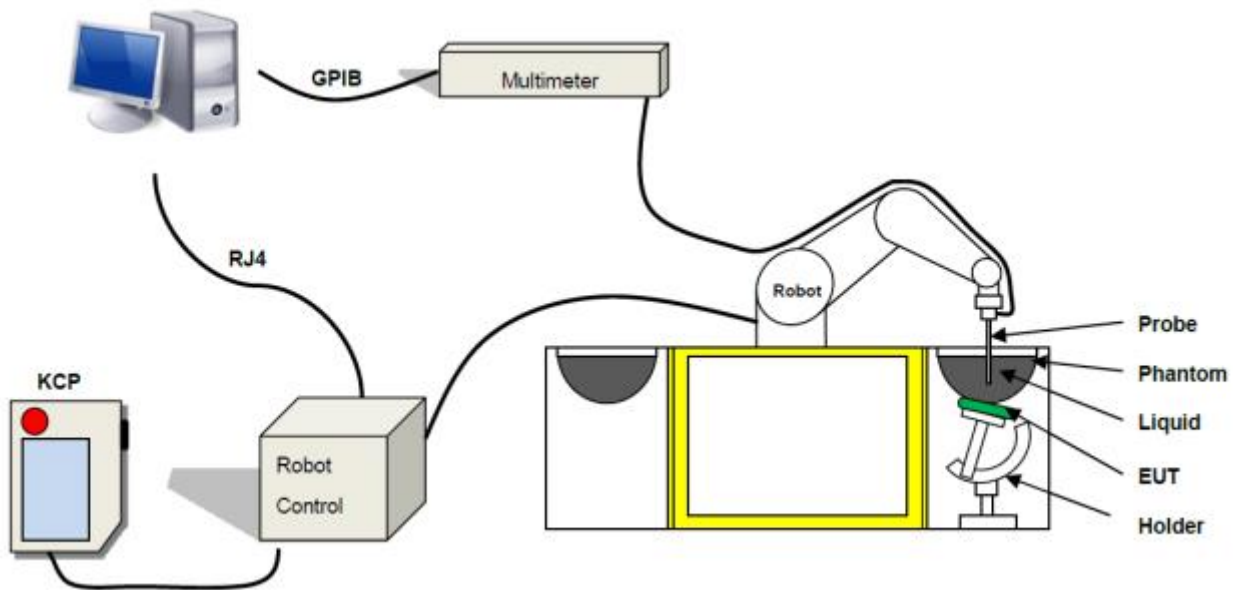 GPIB
Multimeter
RJ4
Robot
Probe
Phantom
KCP
Liquid
Robot
Control
EUT
Holder